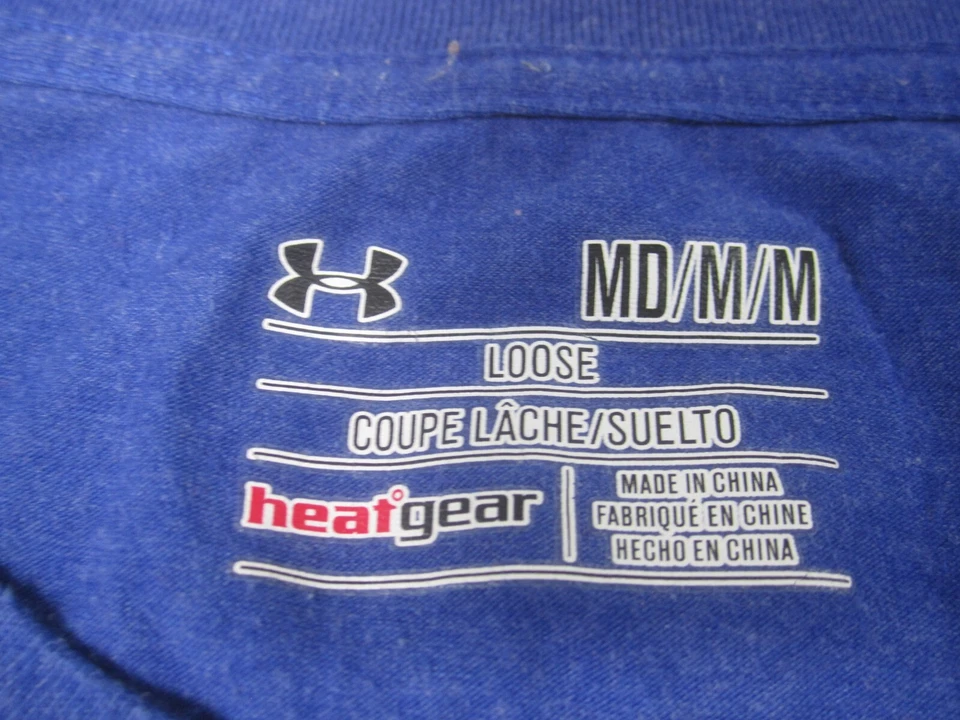 MD/M/M
LOOSE
COUPE LÂCHE/SUELTO
heatgear
MADE IN CHINA
FABRIQUÉ EN CHINE
HECHO EN CHINA